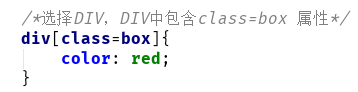 /*选择DIV，DIV中包含class=box 属性*/
div[class=box]{
    color: red;
}